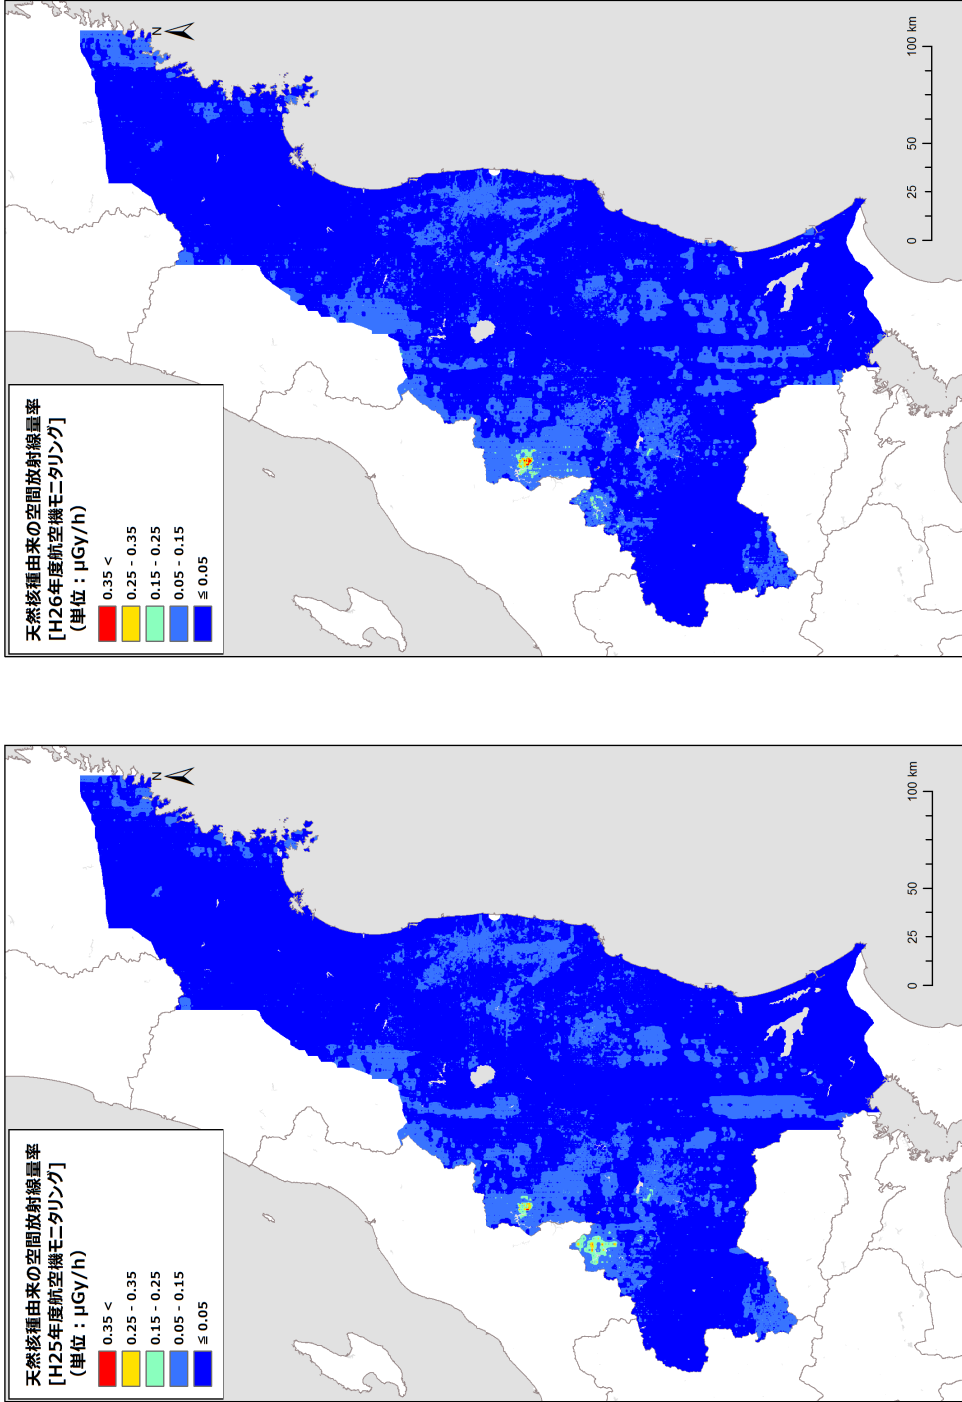 天然核種由来の空間放射線量率
[H25年度航空機モニタリング]
（単位：μGy/h）
0.35 <
0.25 - 0.35
0.15 - 0.25
0.05 - 0.15
≦ 0.05
N
0 25 50 100 km
天然核種由来の空間放射線量率
[H26年度航空機モニタリング]
（単位：μGy/h）
0.35 <
0.25 - 0.35
0.15 - 0.25
0.05 - 0.15
≦ 0.05
N
0 25 50 100 km